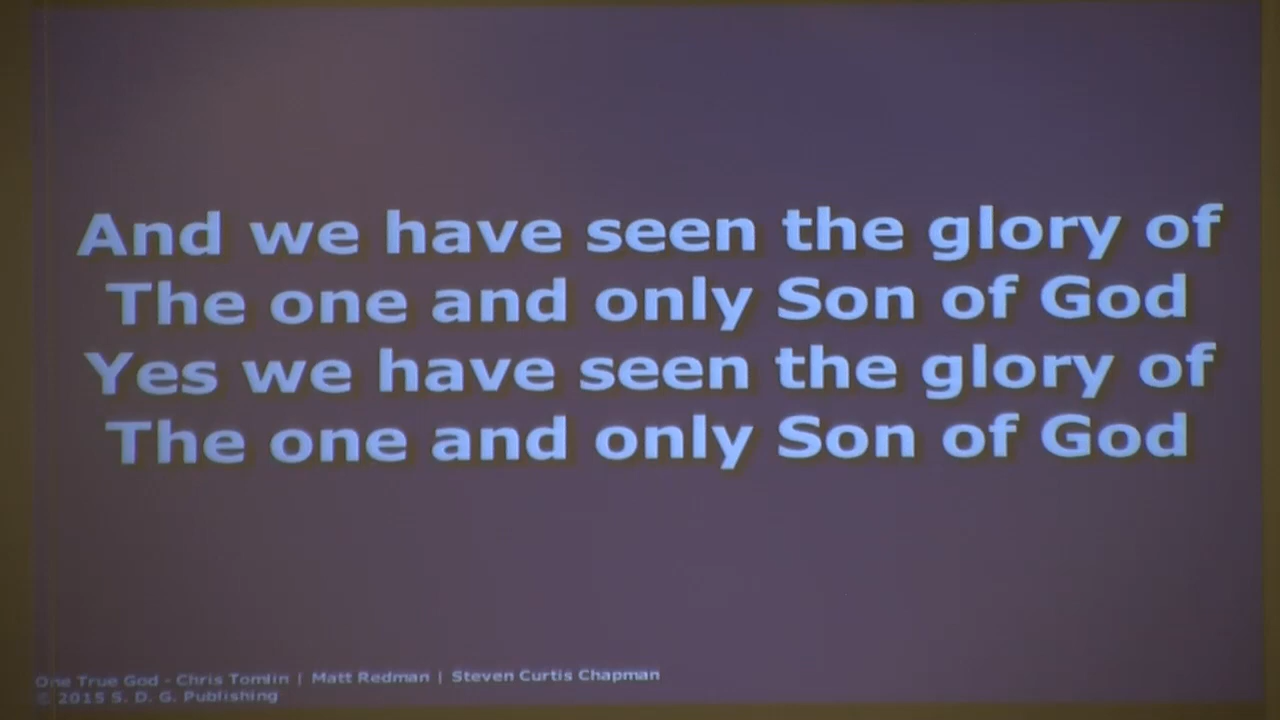 And we have seen the glory of
The one and only Son of God
Yes we have seen the glory of
The one and only Son of God
One True God - Chris Tomlin | Matt Redman | Steven Curtis Chapman
© 2015 S. D. G. Publishing